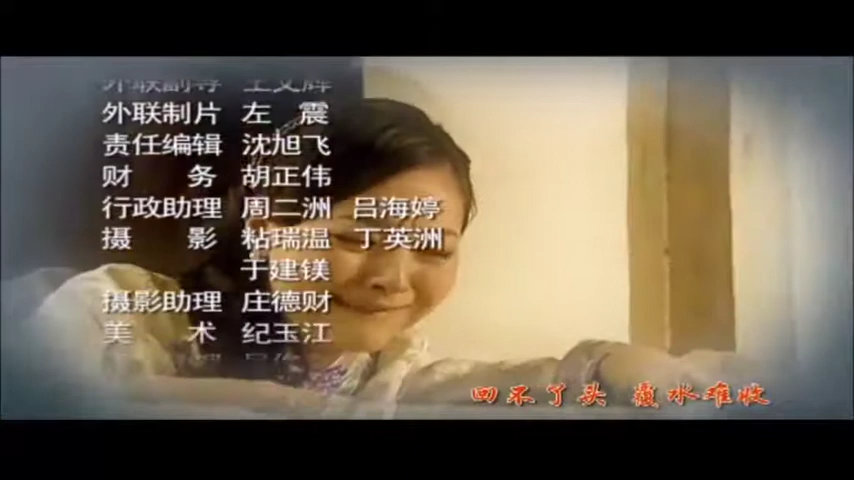 外联制片 左 震
责任编辑 沈旭飞
财 务 胡正伟
行政助理 周二洲 吕海婷
摄 影 粘瑞温 丁英洲
于建镁
摄影助理 庄德财
美 术 纪玉江
回不了头 覆水难收